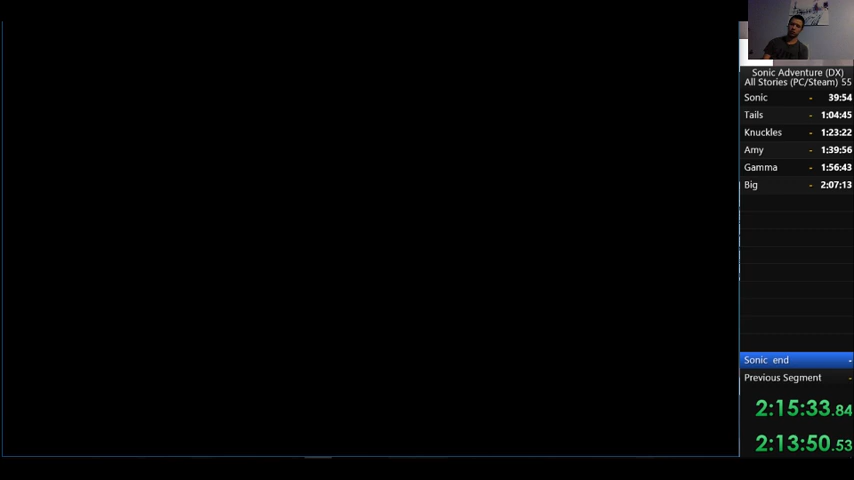 Sonic Adventure (DX)
All Stories (PC/Steam) 55
Sonic - 39:54
Tails - 1:04:45
Knuckles - 1:23:22
Amy - 1:39:56
Gamma - 1:56:43
Big - 2:07:13
Sonic end -
Previous Segment -
2:15:33.84
2:13:50.53